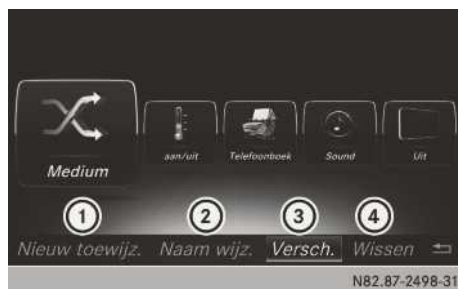 Medium
aan/uit
Telefoonboek
Sound
Uit
1 2 3 4
Nieuw toewijz. Naam wijz. Versch. Wissen
N82.87-2498-31